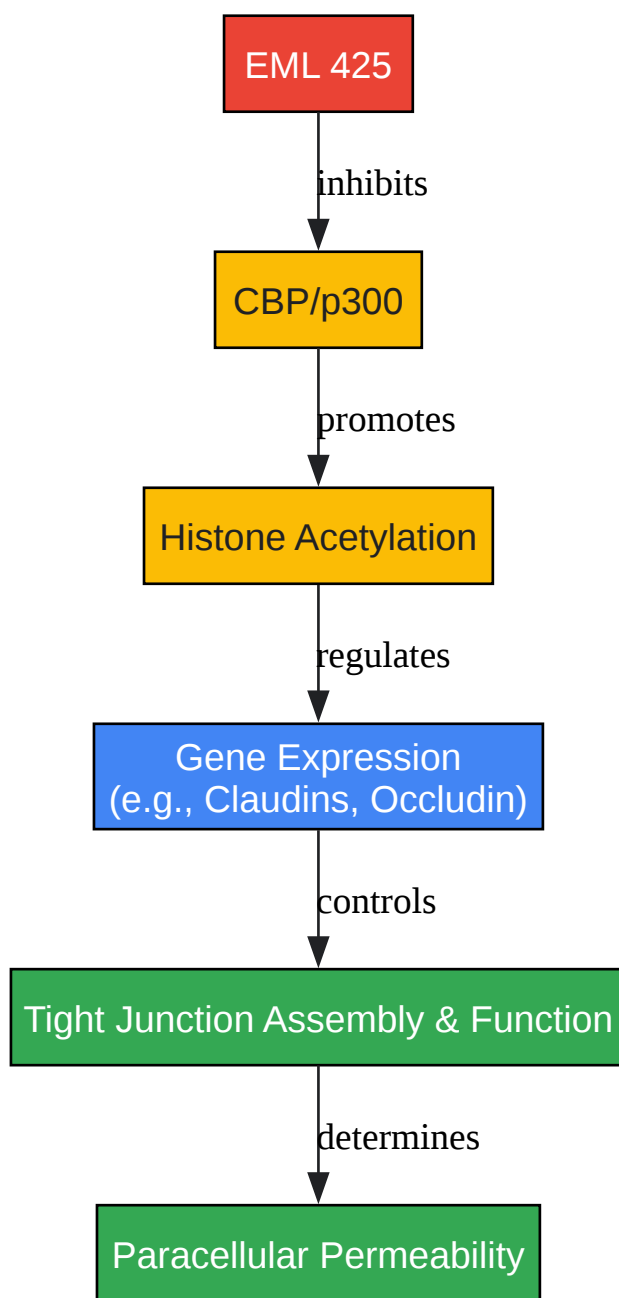 EML 425
inhibits
CBP/p300
promotes
Histone Acetylation
regulates
Gene Expression
(e.g., Claudins, Occludin)
controls
Tight Junction Assembly & Function
determines
Paracellular Permeability